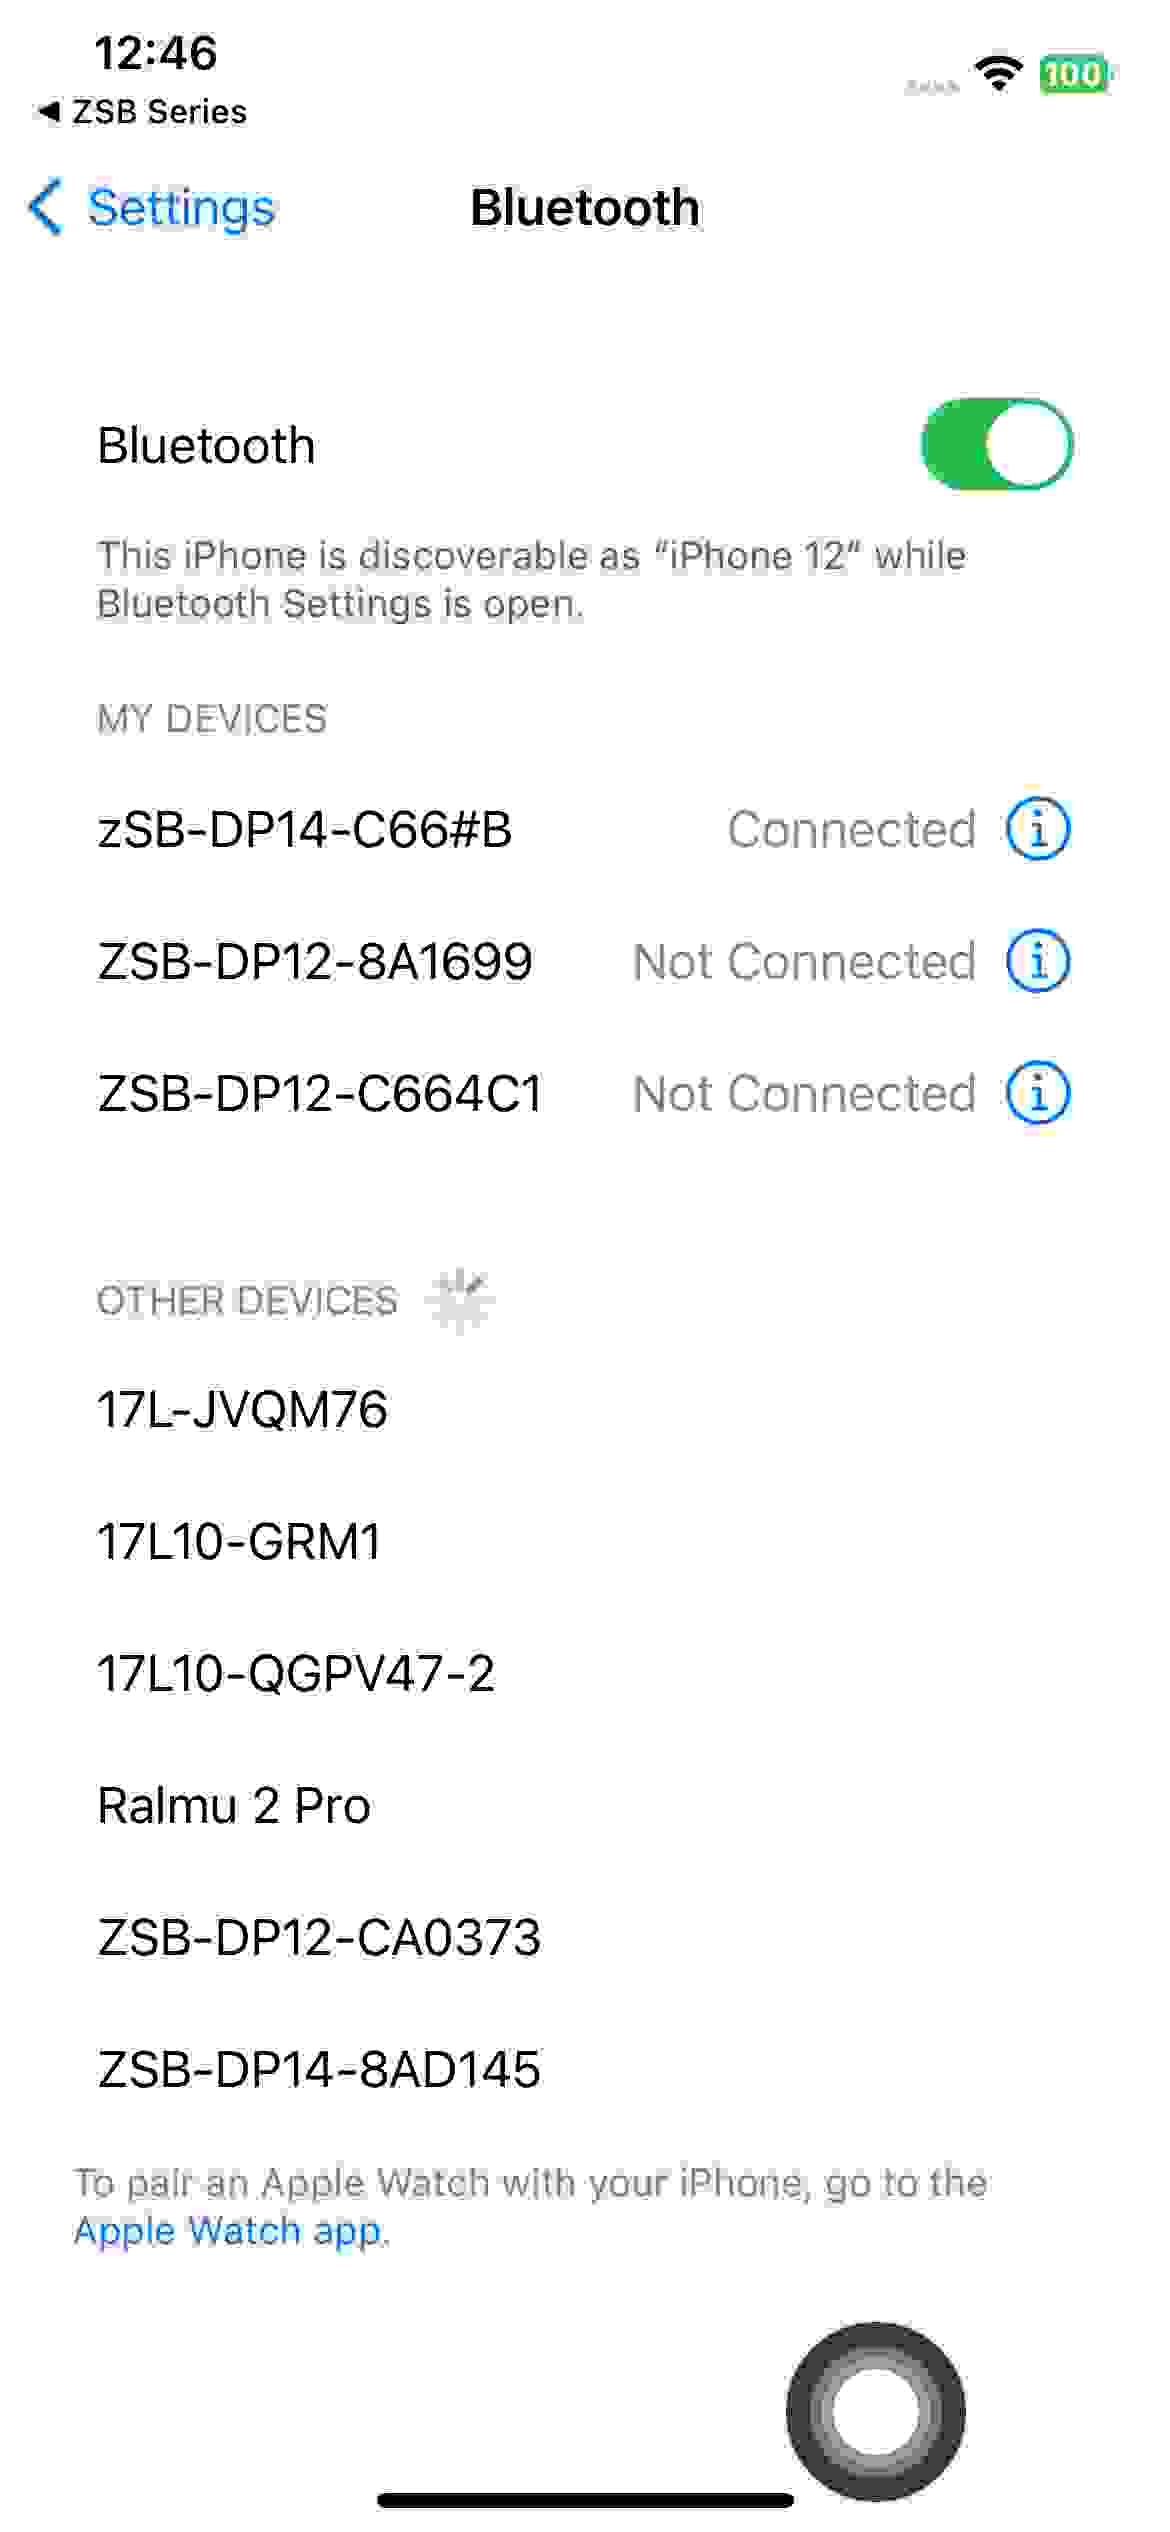 12:46
100
◀ ZSB Series
Settings
Bluetooth
Bluetooth
This iPhone is discoverable as “iPhone 12” while
Bluetooth Settings is open.
MY DEVICES
zSB-DP14-C66#B
Connected
ZSB-DP12-8A1699
Not Connected
ZSB-DP12-C664C1
Not Connected
OTHER DEVICES
17L-JVQM76
17L10-GRM1
17L10-QGPV47-2
Ralmu 2 Pro
ZSB-DP12-CA0373
ZSB-DP14-8AD145
To pair an Apple Watch with your iPhone, go to the
Apple Watch app.